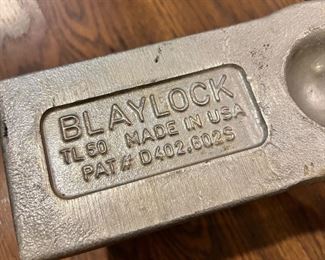 BLAYLOCK
TL50 MADE IN USA
PAT# D402,602S